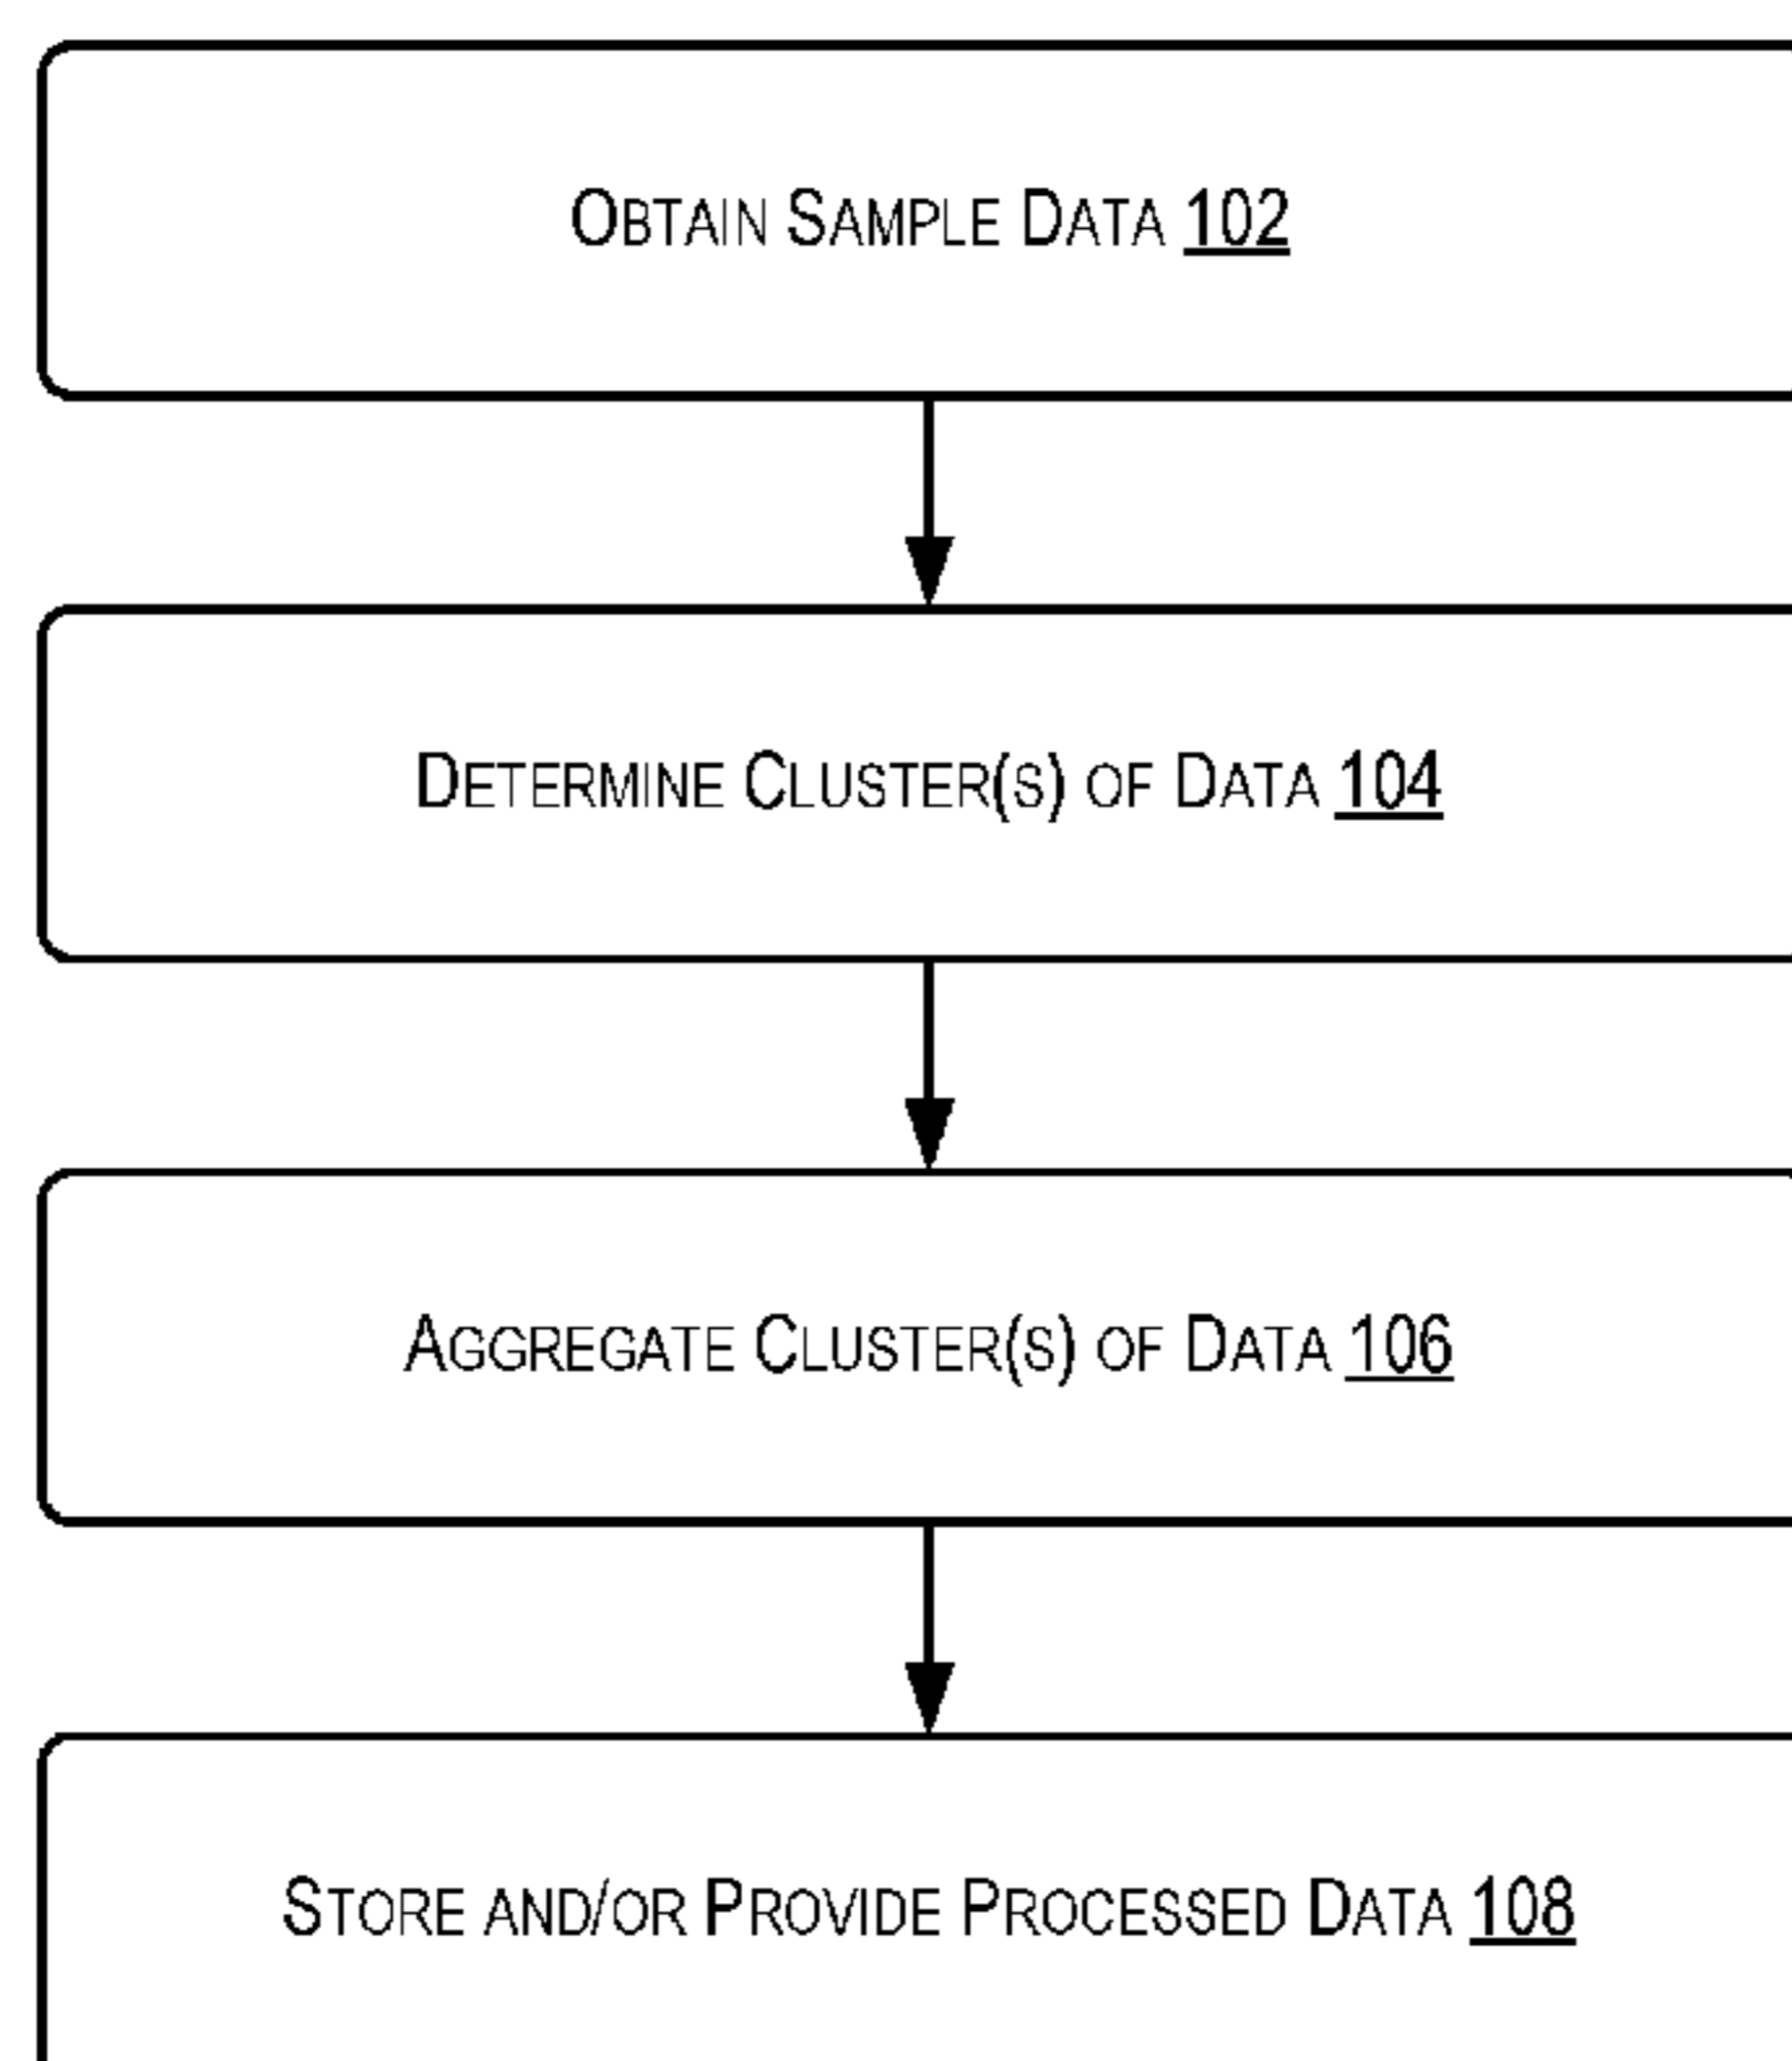 Obtain Sample Data 102
Determine Cluster(s) of Data 104
Aggregate Cluster(s) of Data 106
Store and/or Provide Processed Data 108